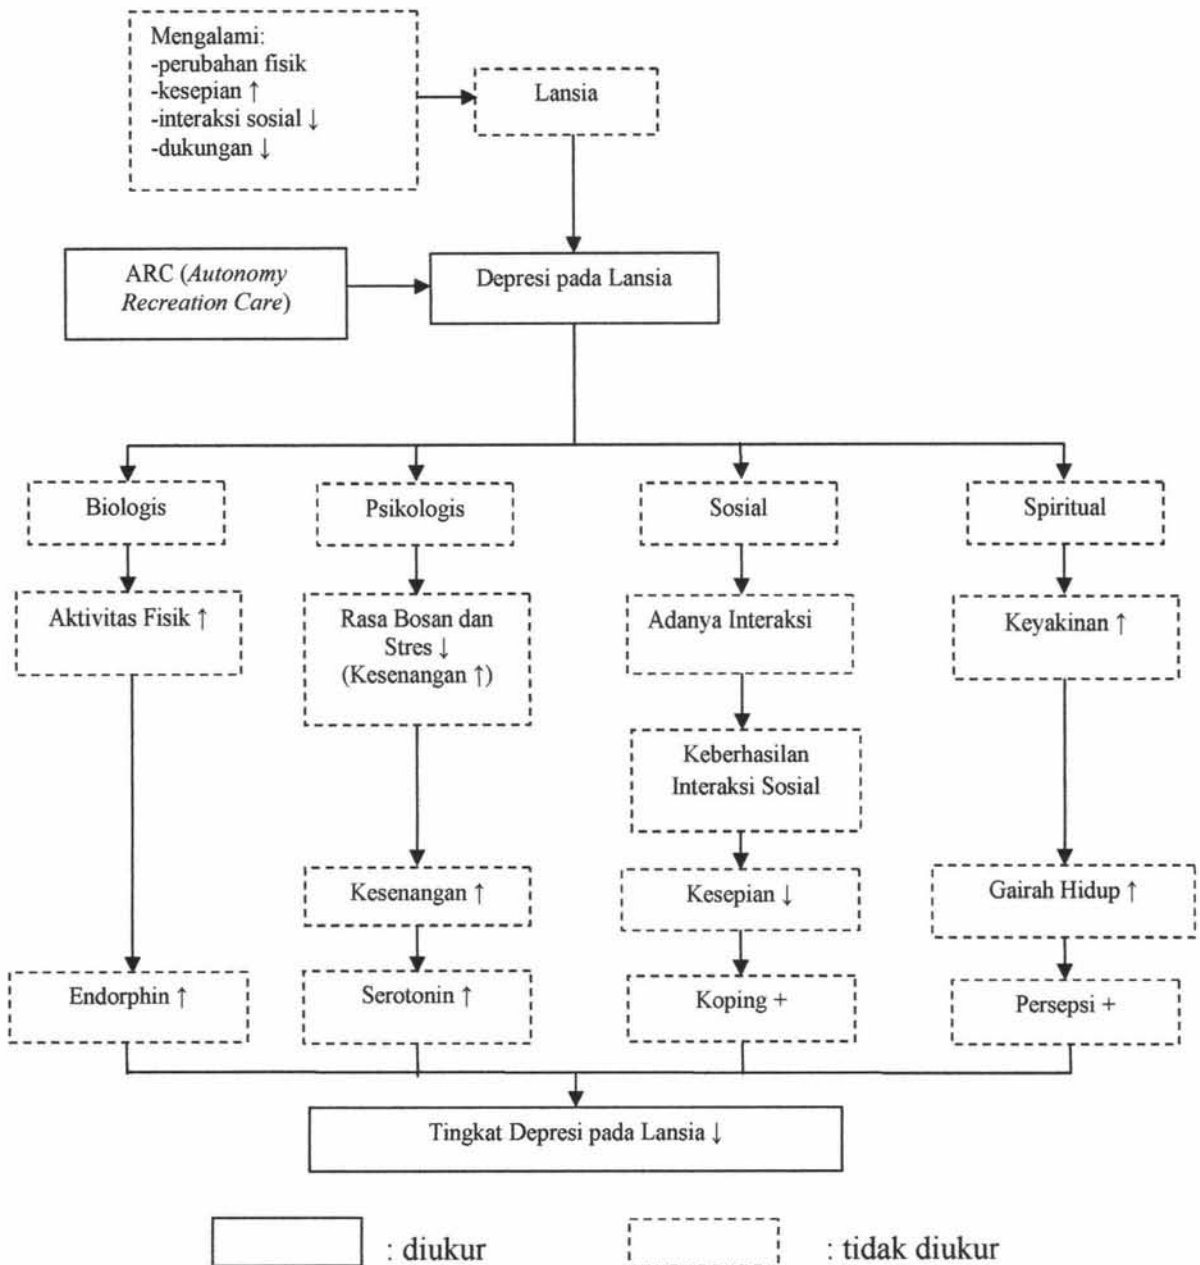 Mengalami:
-perubahan fisik
-kesepian ↑
-interaksi sosial ↓
-dukungan ↓
Lansia
ARC (Autonomy
Recreation Care)
Depresi pada Lansia
Biologis
Psikologis
Sosial
Spiritual
Aktivitas Fisik ↑
Rasa Bosan dan
Stres ↓
(Kesenangan ↑)
Adanya Interaksi
Keyakinan ↑
Keberhasilan
Interaksi Sosial
Kesenangan ↑
Kesepian ↓
Gairah Hidup ↑
Endorphin ↑
Serotonin ↑
Koping +
Persepsi +
Tingkat Depresi pada Lansia ↓
: diukur
: tidak diukur